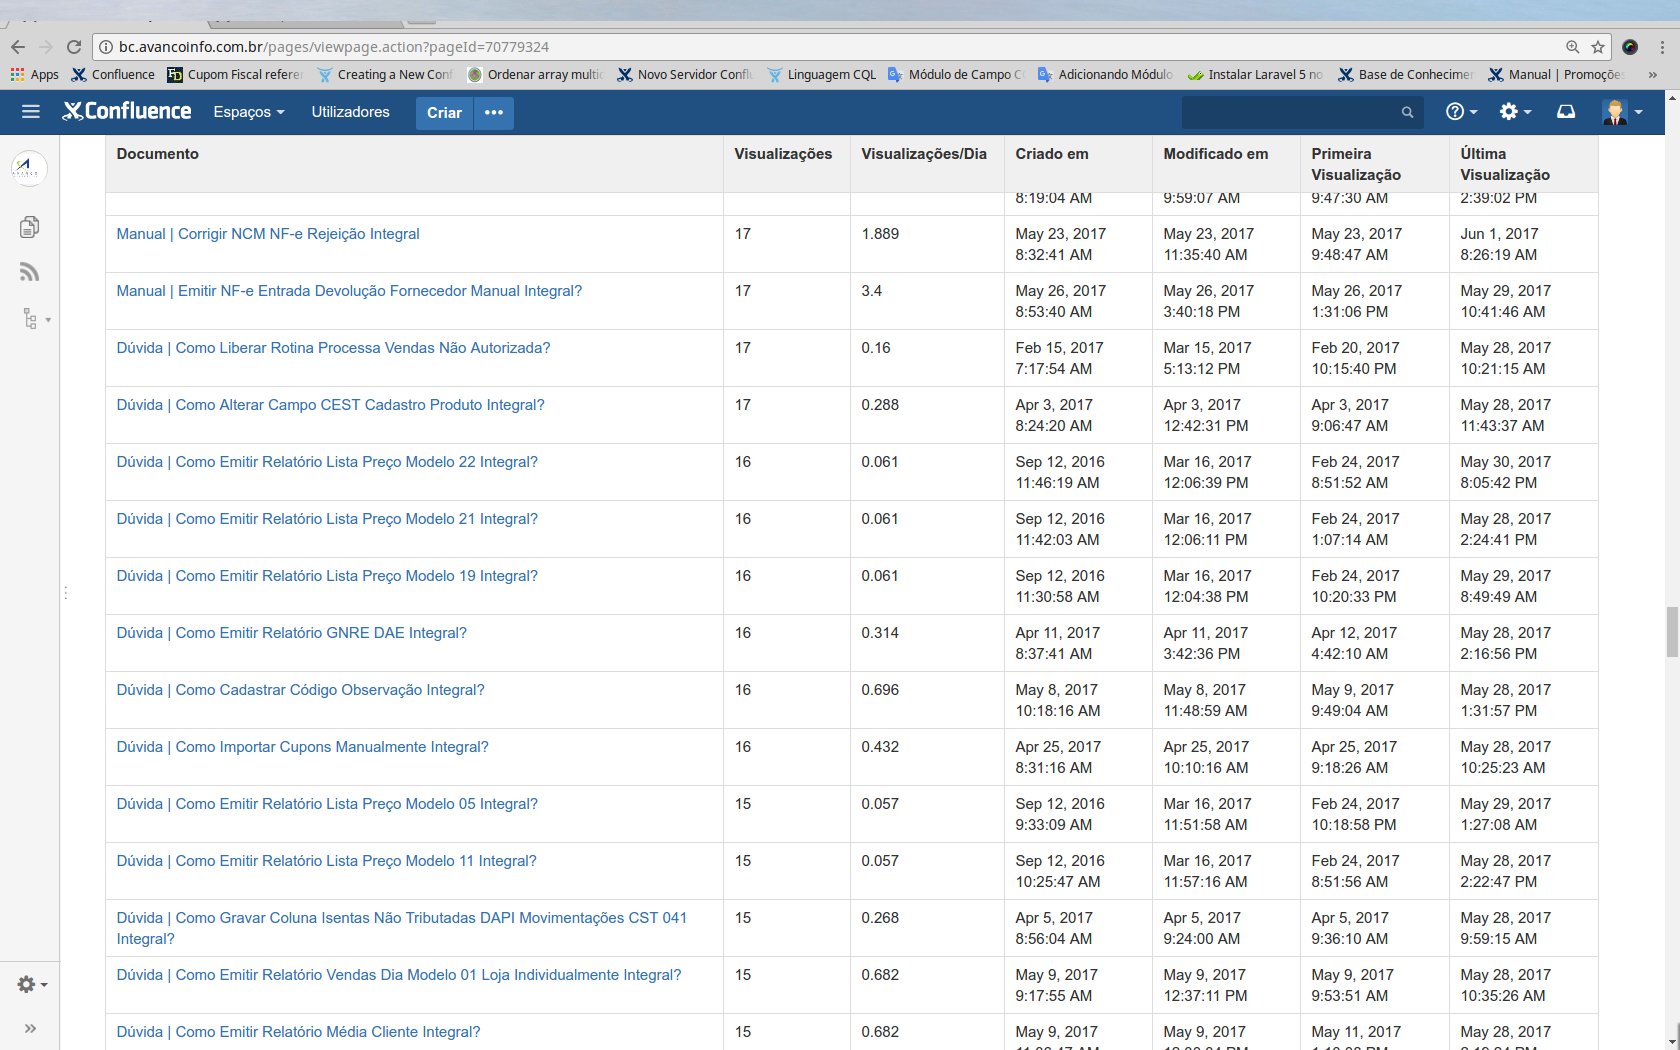 bc.avancoinfo.com.br/pages/viewpage.action?pageId=70779324
Apps Confluence Cupom Fiscal referen Creating a New Conf Ordenar array multid Novo Servidor Conflu Linguagem CQL Módulo de Campo C Adicionando Módulo Instalar Laravel 5 no Base de Conhecimen Manual | Promoções »
Confluence Espaços Utilizadores Criar •••
Documento Visualizações Visualizações/Dia Criado em Modificado em Primeira Visualização Última Visualização
8:19:04 AM 9:59:07 AM 9:47:30 AM 2:39:02 PM
Manual | Corrigir NCM NF-e Rejeição Integral 17 1.889 May 23, 2017 May 23, 2017 May 23, 2017 Jun 1, 2017
8:32:41 AM 11:35:40 AM 9:48:47 AM 8:26:19 AM
Manual | Emitir NF-e Entrada Devolução Fornecedor Manual Integral? 17 3.4 May 26, 2017 May 26, 2017 May 26, 2017 May 29, 2017
8:53:40 AM 3:40:18 PM 1:31:06 PM 10:41:46 AM
Dúvida | Como Liberar Rotina Processa Vendas Não Autorizada? 17 0.16 Feb 15, 2017 Mar 15, 2017 Feb 20, 2017 May 28, 2017
7:17:54 AM 5:13:12 PM 10:15:40 PM 10:21:15 AM
Dúvida | Como Alterar Campo CEST Cadastro Produto Integral? 17 0.288 Apr 3, 2017 Apr 3, 2017 Apr 3, 2017 May 28, 2017
8:24:20 AM 12:42:31 PM 9:06:47 AM 11:43:37 AM
Dúvida | Como Emitir Relatório Lista Preço Modelo 22 Integral? 16 0.061 Sep 12, 2016 Mar 16, 2017 Feb 24, 2017 May 30, 2017
11:46:19 AM 12:06:39 PM 8:51:52 AM 8:05:42 PM
Dúvida | Como Emitir Relatório Lista Preço Modelo 21 Integral? 16 0.061 Sep 12, 2016 Mar 16, 2017 Feb 24, 2017 May 28, 2017
11:42:03 AM 12:06:11 PM 1:07:14 AM 2:24:41 PM
Dúvida | Como Emitir Relatório Lista Preço Modelo 19 Integral? 16 0.061 Sep 12, 2016 Mar 16, 2017 Feb 24, 2017 May 29, 2017
11:30:58 AM 12:04:38 PM 10:20:33 PM 8:49:49 AM
Dúvida | Como Emitir Relatório GNRE DAE Integral? 16 0.314 Apr 11, 2017 Apr 11, 2017 Apr 12, 2017 May 28, 2017
8:37:41 AM 3:42:36 PM 4:42:10 AM 2:16:56 PM
Dúvida | Como Cadastrar Código Observação Integral? 16 0.696 May 8, 2017 May 8, 2017 May 9, 2017 May 28, 2017
10:18:16 AM 11:48:59 AM 9:49:04 AM 1:31:57 PM
Dúvida | Como Importar Cupons Manualmente Integral? 16 0.432 Apr 25, 2017 Apr 25, 2017 Apr 25, 2017 May 28, 2017
8:31:16 AM 10:10:16 AM 9:18:26 AM 10:25:23 AM
Dúvida | Como Emitir Relatório Lista Preço Modelo 05 Integral? 15 0.057 Sep 12, 2016 Mar 16, 2017 Feb 24, 2017 May 29, 2017
9:33:09 AM 11:51:58 AM 10:18:58 PM 1:27:08 AM
Dúvida | Como Emitir Relatório Lista Preço Modelo 11 Integral? 15 0.057 Sep 12, 2016 Mar 16, 2017 Feb 24, 2017 May 28, 2017
10:25:47 AM 11:57:16 AM 8:51:56 AM 2:22:47 PM
Dúvida | Como Gravar Coluna Isentas Não Tributadas DAPI Movimentações CST 041 15 0.268 Apr 5, 2017 Apr 5, 2017 Apr 5, 2017 May 28, 2017
Integral? 8:56:04 AM 9:24:00 AM 9:36:10 AM 9:59:15 AM
Dúvida | Como Emitir Relatório Vendas Dia Modelo 01 Loja Individualmente Integral? 15 0.682 May 9, 2017 May 9, 2017 May 9, 2017 May 28, 2017
9:17:55 AM 12:37:11 PM 9:53:51 AM 10:35:26 AM
Dúvida | Como Emitir Relatório Média Cliente Integral? 15 0.682 May 9, 2017 May 9, 2017 May 11, 2017 May 28, 2017